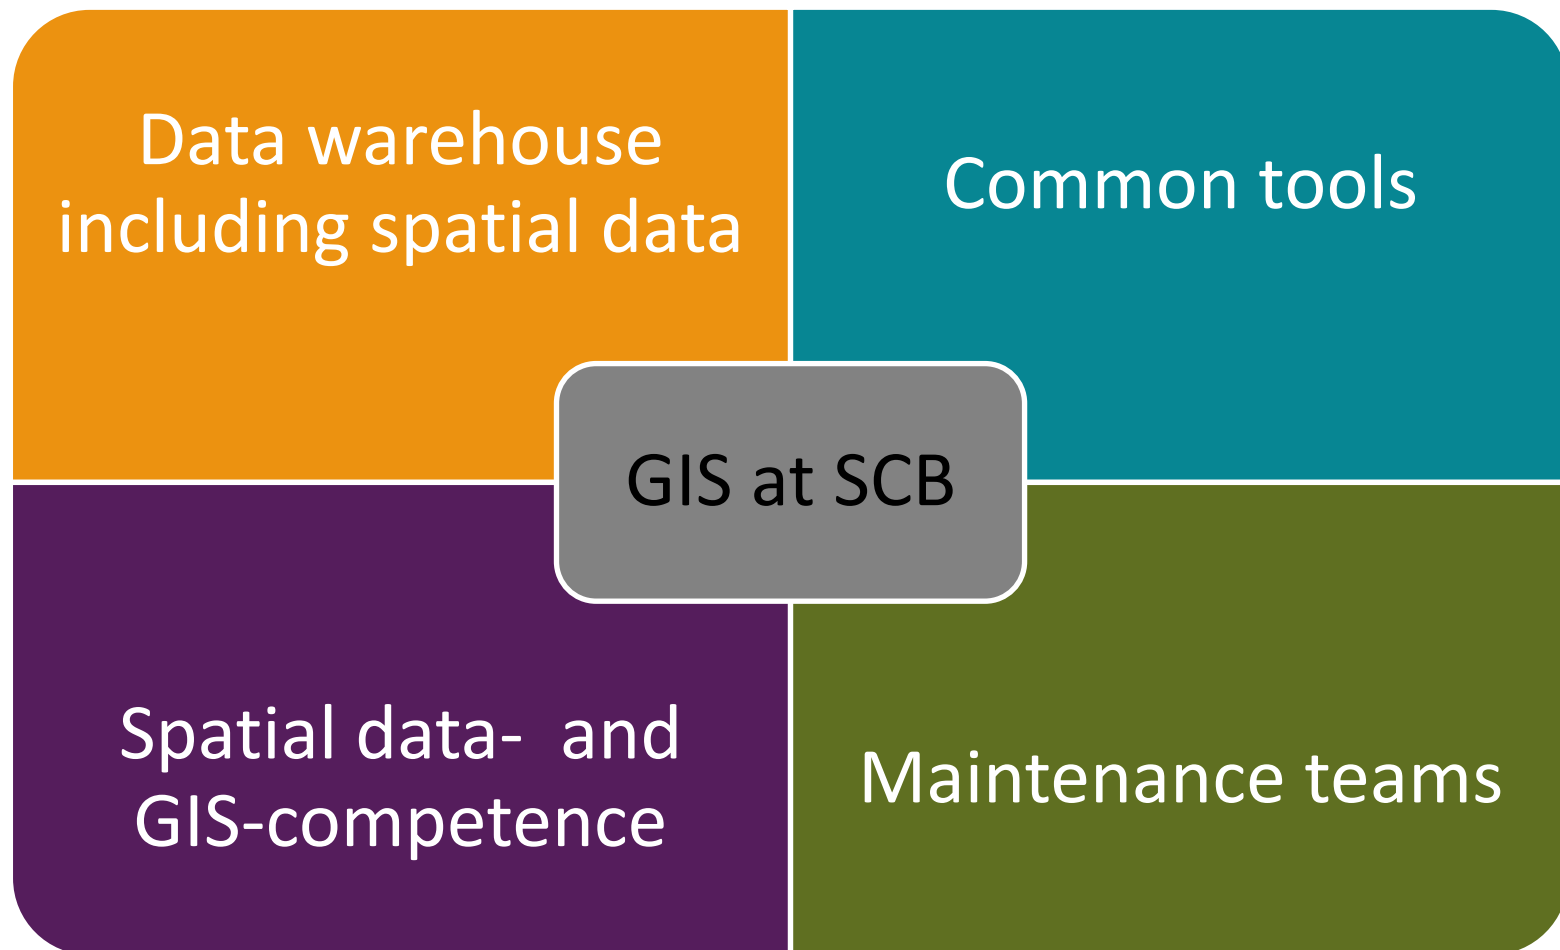 Data warehouse
including spatial data
Common tools
GIS at SCB
Spatial data-  and
GIS-competence
Maintenance teams